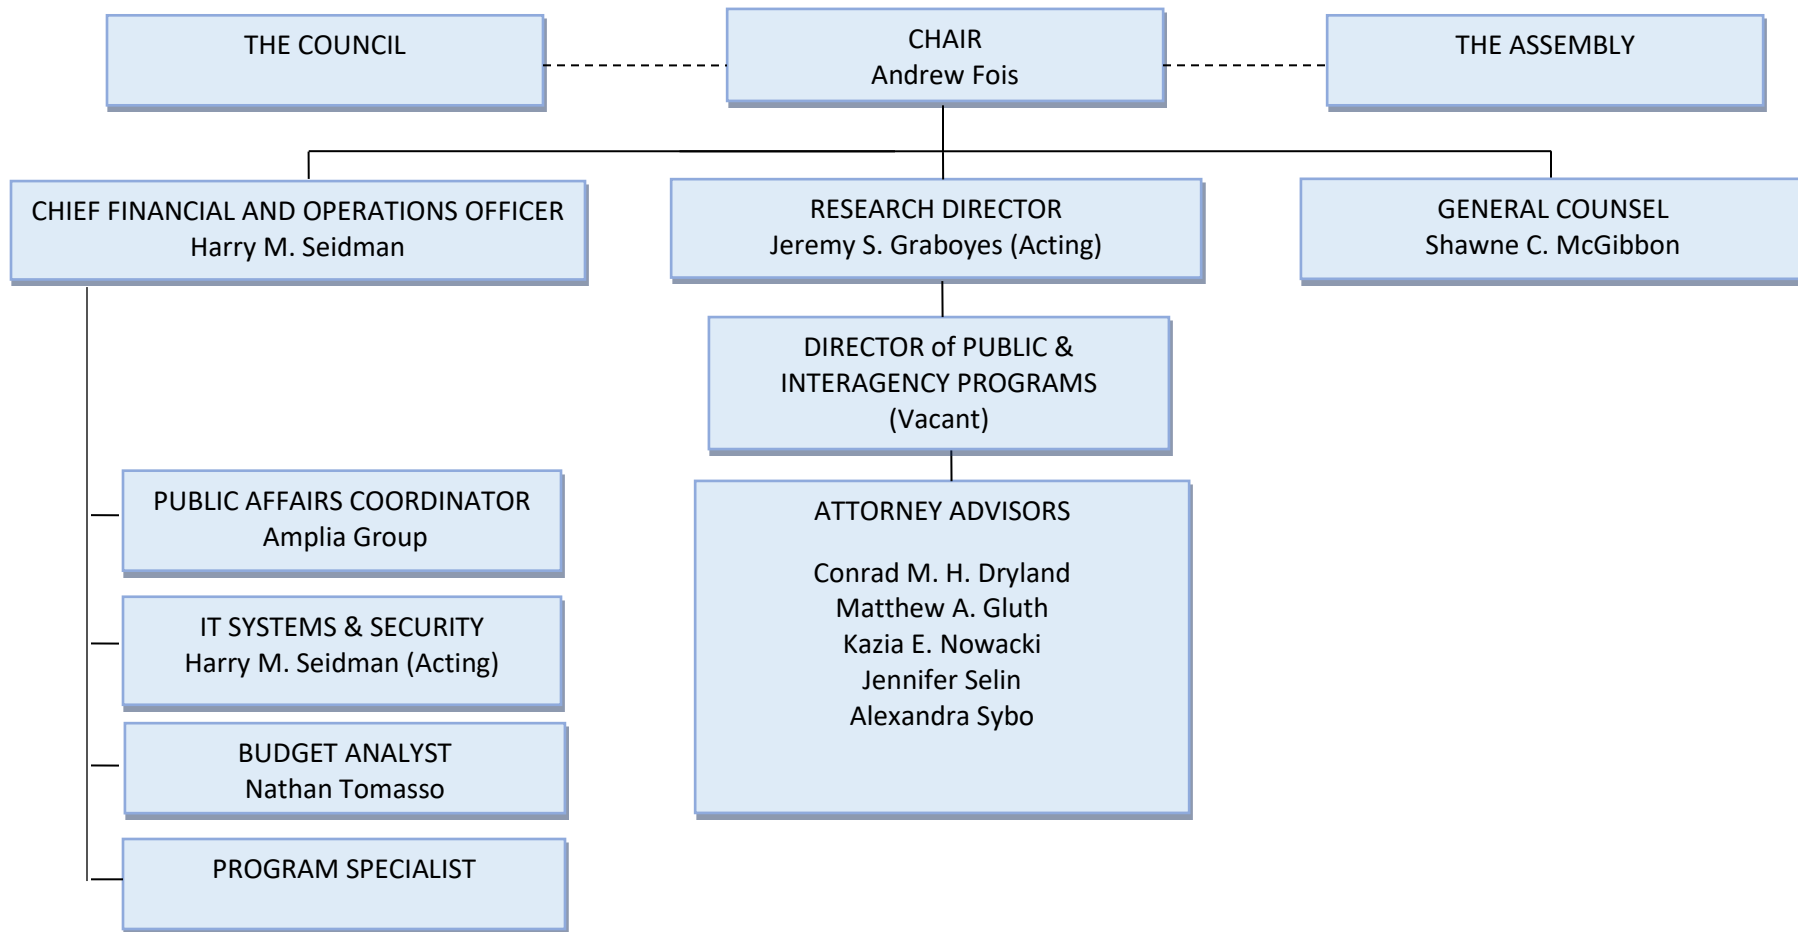 THE COUNCIL
CHAIR
Andrew Fois
THE ASSEMBLY
CHIEF FINANCIAL AND OPERATIONS OFFICER
Harry M. Seidman
RESEARCH DIRECTOR
Jeremy S. Graboyes (Acting)
GENERAL COUNSEL
Shawne C. McGibbon
DIRECTOR of PUBLIC &
INTERAGENCY PROGRAMS
(Vacant)
PUBLIC AFFAIRS COORDINATOR
Amplia Group
IT SYSTEMS & SECURITY
Harry M. Seidman (Acting)
BUDGET ANALYST
Nathan Tomasso
PROGRAM SPECIALIST
ATTORNEY ADVISORS
Conrad M. H. Dryland
Matthew A. Gluth
Kazia E. Nowacki
Jennifer Selin
Alexandra Sybo